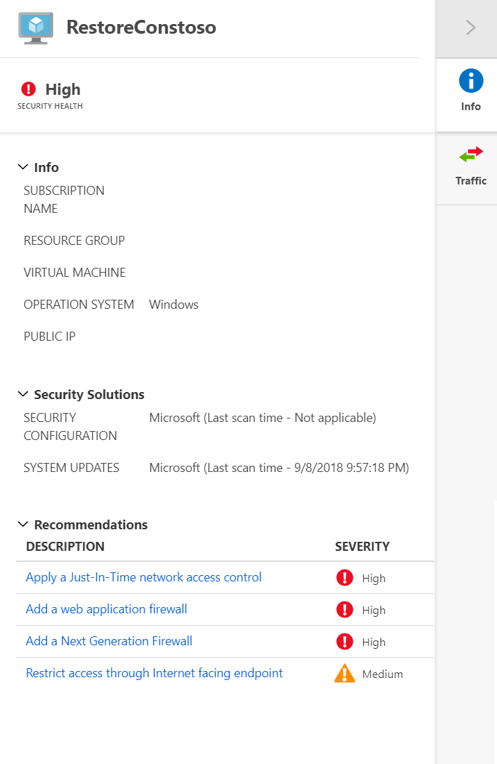 RestoreConstoso
High
SECURITY HEALTH
Info
Traffic
Info
SUBSCRIPTION
NAME
RESOURCE GROUP
VIRTUAL MACHINE
OPERATION SYSTEM Windows
PUBLIC IP
Security Solutions
SECURITY Microsoft (Last scan time - Not applicable)
CONFIGURATION
SYSTEM UPDATES Microsoft (Last scan time - 9/8/2018 9:57:18 PM)
Recommendations
DESCRIPTION SEVERITY
Apply a Just-In-Time network access control High
Add a web application firewall High
Add a Next Generation Firewall High
Restrict access through Internet facing endpoint Medium